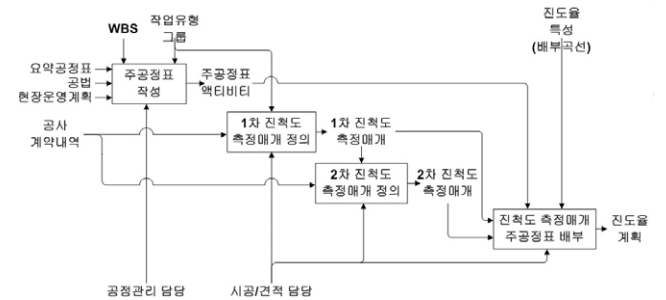 작업유형
그룹
WBS
진도율
특성
(배부곡선)
요약공정표
공법
현장운영계획
주공정표
작성
주공정표
액티비티
공사
계약내역
1차 진척도
측정매개 정의
1차 진척도
측정매개
2차 진척도
측정매개 정의
2차 진척도
측정매개
진척도 측정매개
주공정표 배부
진도율
계획
공정관리 담당
시공/견적 담당